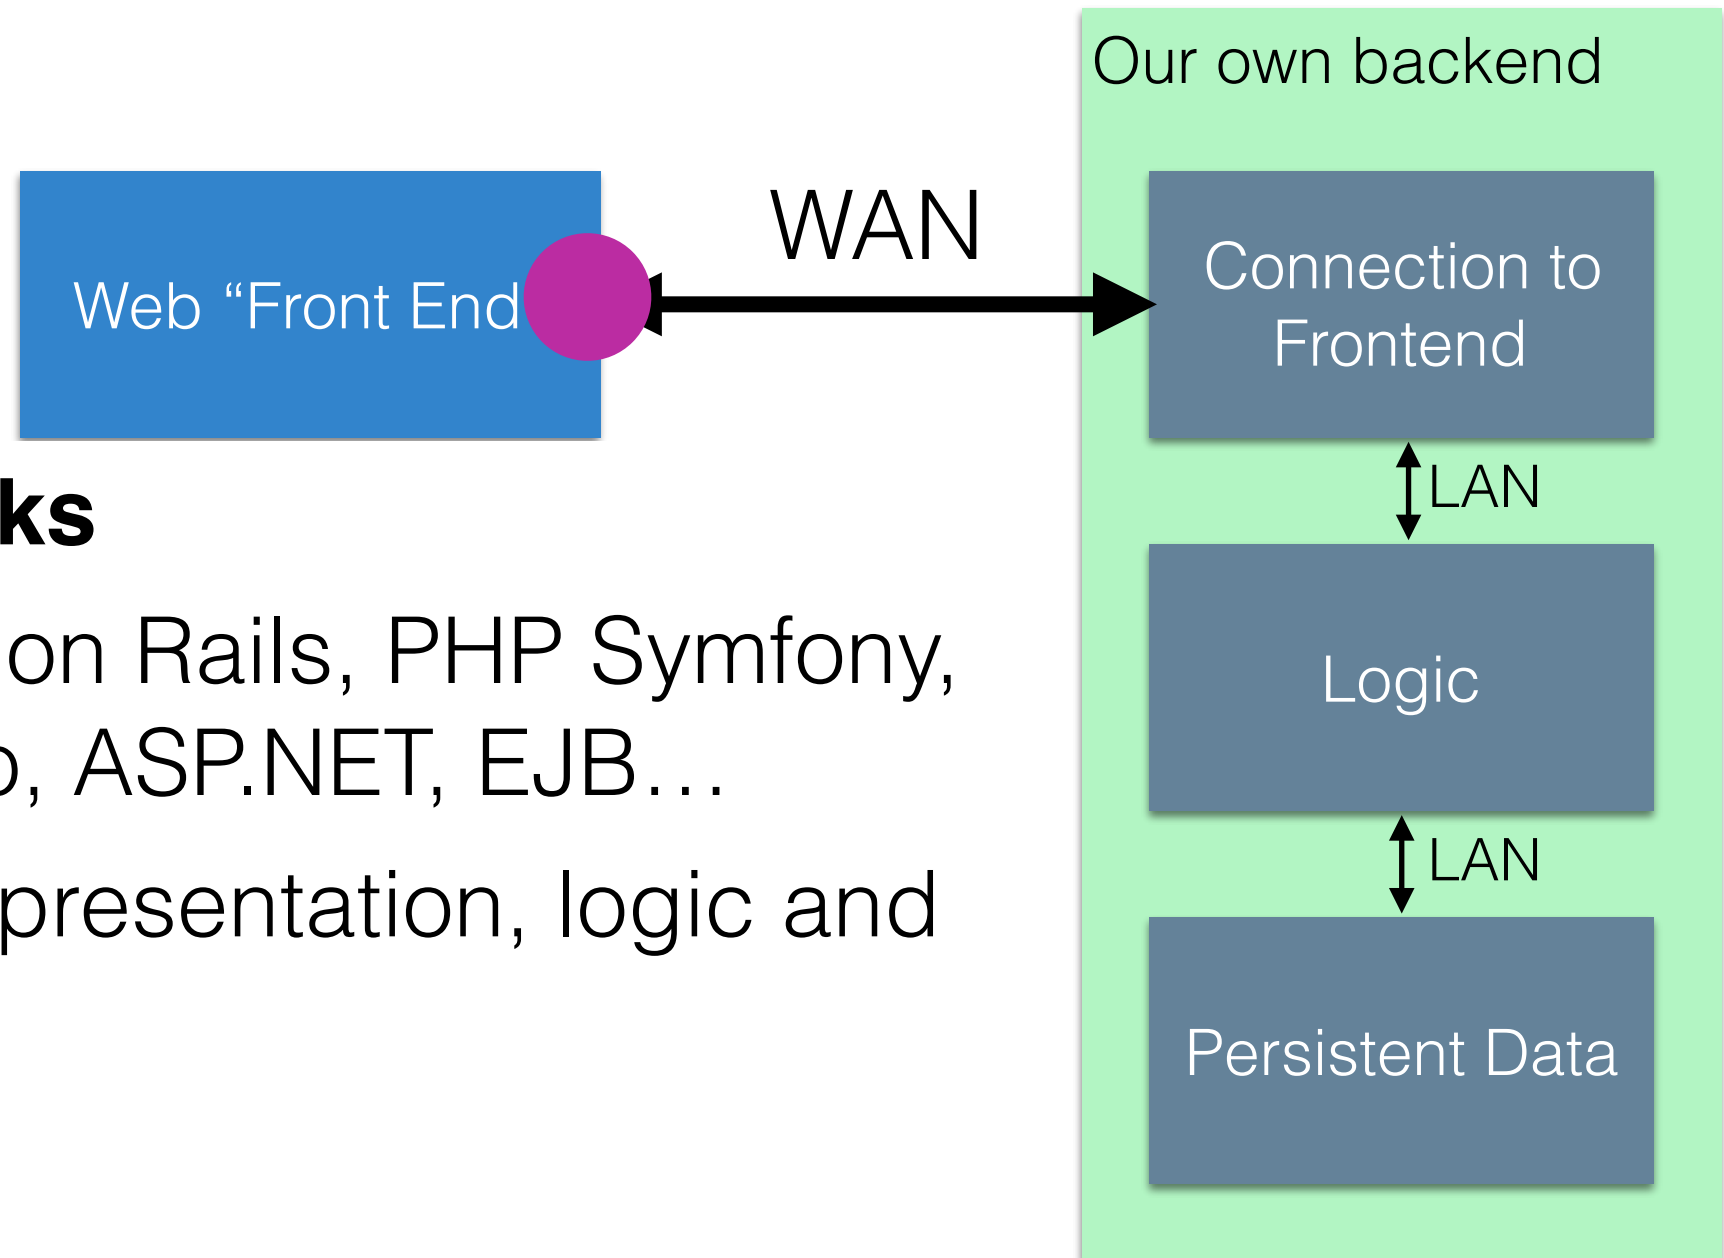 Our own backend
WAN
Web “Front End
Connection to
Frontend
ks
LAN
on Rails, PHP Symfony,
Logic
, ASP.NET, EJB…
LAN
presentation, logic and
Persistent Data